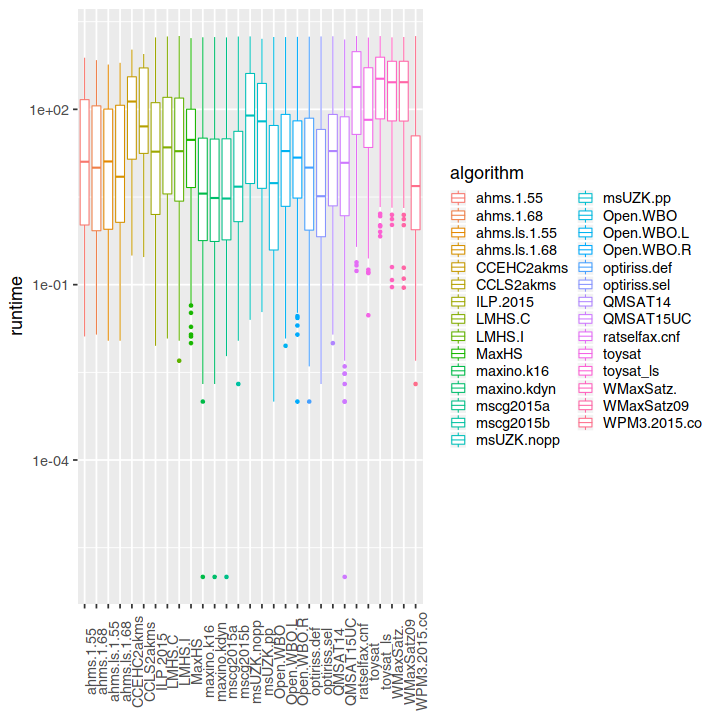 1e+02
1e-01
1e-04
runtime
ahms.1.55
ahms.1.68
ahms.ls.1.55
ahms.ls.1.68
CCEHC2akms
CCLS2akms
ILP.2015
LMHS.C
LMHS.I
MaxHS
maxino.k16
maxino.kdyn
mscg2015a
mscg2015b
msUZK.nopp
msUZK.pp
Open.WBO
Open.WBO.L
Open.WBO.R
optiriss.def
optiriss.sel
QMSAT14
QMSAT15UC
ratselfax.cnf
toysat
toysat_ls
WMaxSatz.
WMaxSatz09
WPM3.2015.co
algorithm
ahms.1.55
ahms.1.68
ahms.ls.1.55
ahms.ls.1.68
CCEHC2akms
CCLS2akms
ILP.2015
LMHS.C
LMHS.I
MaxHS
maxino.k16
maxino.kdyn
mscg2015a
mscg2015b
msUZK.nopp
msUZK.pp
Open.WBO
Open.WBO.L
Open.WBO.R
optiriss.def
optiriss.sel
QMSAT14
QMSAT15UC
ratselfax.cnf
toysat
toysat_ls
WMaxSatz.
WMaxSatz09
WPM3.2015.co